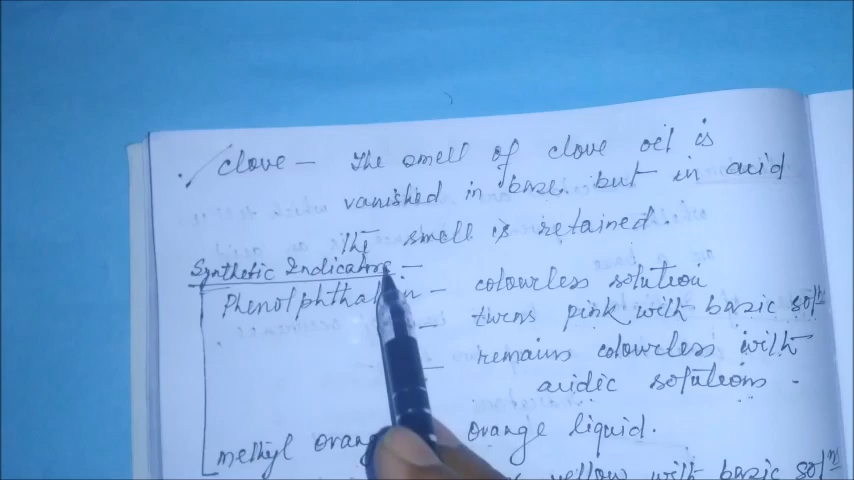 clove - The smell of clove oil is
vanished in base. but in acid
the smell is retained.
Synthetic Indicators -
Phenolphthalein - colourless solution
- turns pink with basic solⁿ
- remains colourless with
acidic solutions.
methyl orange orange liquid.
yellow with basic solⁿ